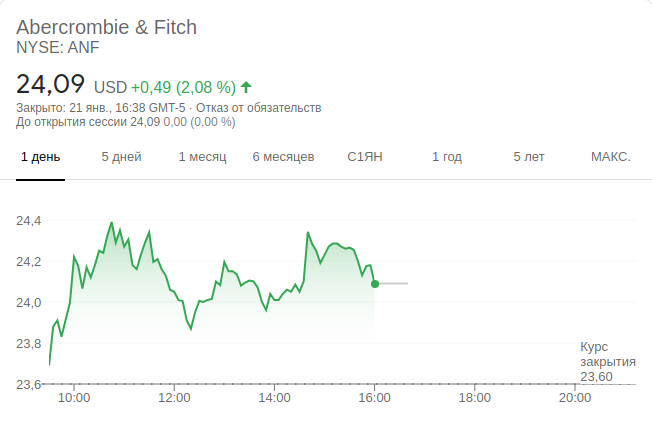 Abercrombie & Fitch
NYSE: ANF
24,09 USD +0,49 (2,08 %)
Закрыто: 21 янв., 16:38 GMT-5 · Отказ от обязательств
До открытия сессии 24,09 0,00 (0,00 %)
1 день 5 дней 1 месяц 6 месяцев С1ЯН 1 год 5 лет МАКС.
24,4
24,2
24,0
23,8
23,6
Курс
закрытия
23,60
10:00 12:00 14:00 16:00 18:00 20:00